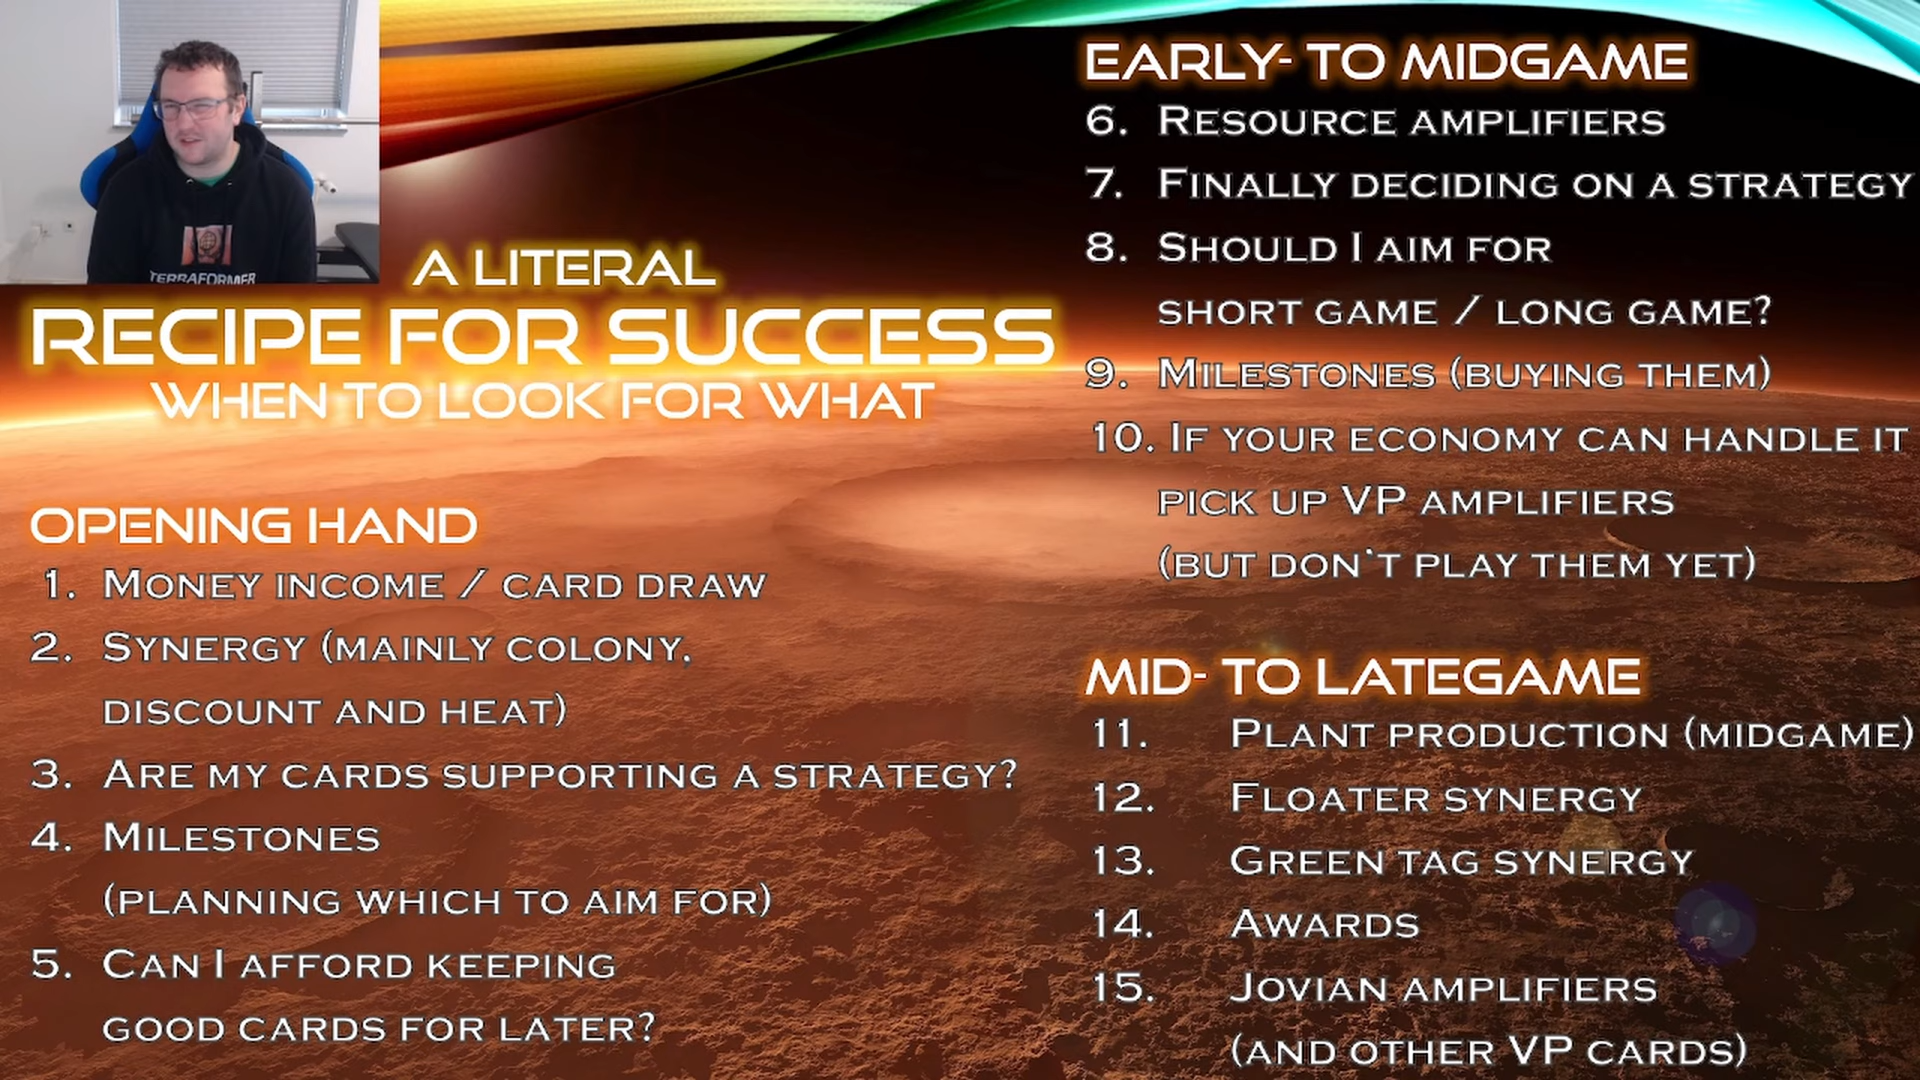 TERRAFORMER
A LITERAL
RECIPE FOR SUCCESS
WHEN TO LOOK FOR WHAT
OPENING HAND
1. MONEY INCOME / CARD DRAW
2. SYNERGY (MAINLY COLONY,
DISCOUNT AND HEAT)
3. ARE MY CARDS SUPPORTING A STRATEGY?
4. MILESTONES
(PLANNING WHICH TO AIM FOR)
5. CAN I AFFORD KEEPING
GOOD CARDS FOR LATER?
EARLY- TO MIDGAME
6. RESOURCE AMPLIFIERS
7. FINALLY DECIDING ON A STRATEGY
8. SHOULD I AIM FOR
SHORT GAME / LONG GAME?
9. MILESTONES (BUYING THEM)
10. IF YOUR ECONOMY CAN HANDLE IT
PICK UP VP AMPLIFIERS
(BUT DON'T PLAY THEM YET)
MID- TO LATEGAME
11. PLANT PRODUCTION (MIDGAME)
12. FLOATER SYNERGY
13. GREEN TAG SYNERGY
14. AWARDS
15. JOVIAN AMPLIFIERS
(AND OTHER VP CARDS)